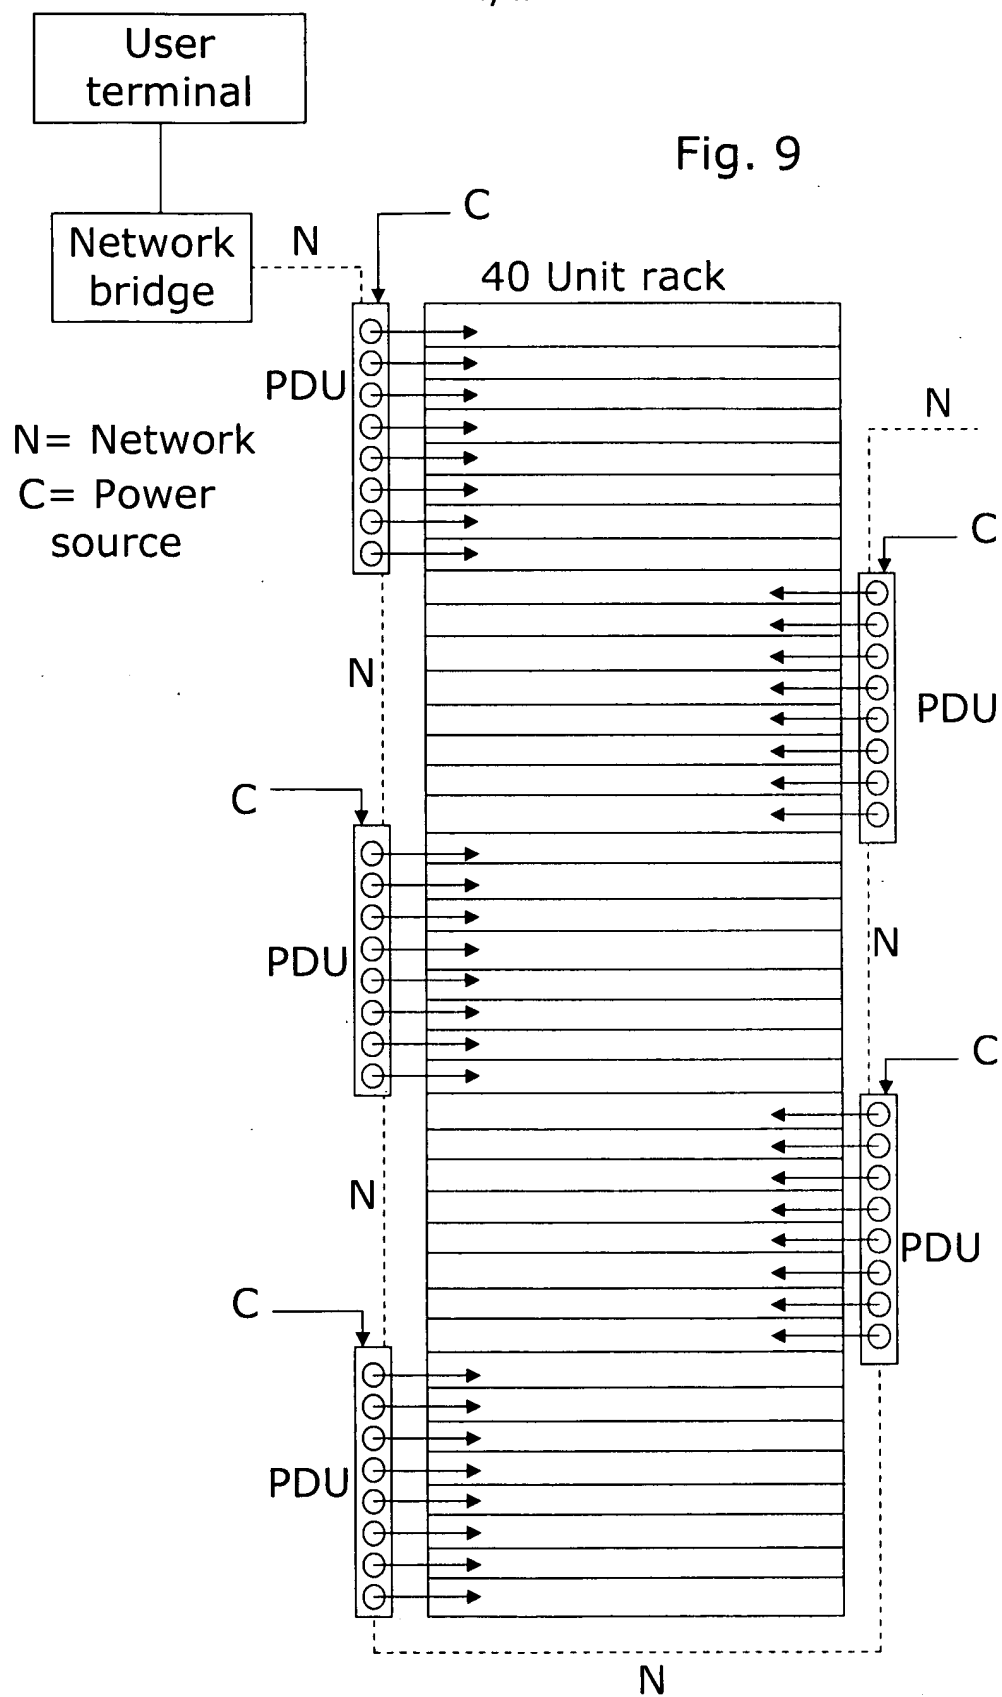 User
terminal
Fig. 9
C
Network
bridge
N
40 Unit rack
PDU
N
N= Network
C= Power
source
C
N
PDU
C
PDU
N
C
N
PDU
C
PDU
N